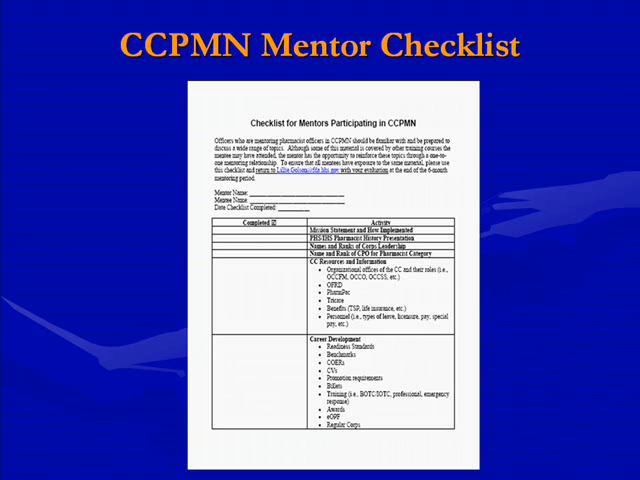 CCPMN Mentor Checklist
Checklist for Mentors Participating in CCPMN
Officers who are mentoring pharmacist officers in CCPMN should be familiar with and be prepared to
discuss a wide range of topics. Although some of this material is covered by other training courses the
mentee may have attended, the mentor has the opportunity to reinforce these topics through a one-to-
one mentoring relationship. To ensure that all mentees have exposure to the same material, please use
this checklist and return to with your evaluation at the end of the 6-month
mentoring period.
Mentor Name:
Mentee Name:
Date Checklist Completed:
Completed ☑ Activity
Mission Statement and How Implemented
PHS/IHS Pharmacist History Presentation
Names and Ranks of Corps Leadership
Name and Rank of CPO for Pharmacist Category
CC Resources and Information
• Organizational offices of the CC and their roles (i.e.,
OCCFM, OCCO, OCCSS, etc.)
• OFRD
• PharmPac
• Tricare
• Benefits (TSP, life insurance, etc.)
• Personnel (i.e., types of leave, licensure, pay, special
pay, etc.)
Career Development
• Readiness Standards
• Benchmarks
• COERs
• CVs
• Promotion requirements
• Billets
• Training (i.e., BOTC/IOTC, professional, emergency
response)
• Awards
• eOPF
• Regular Corps